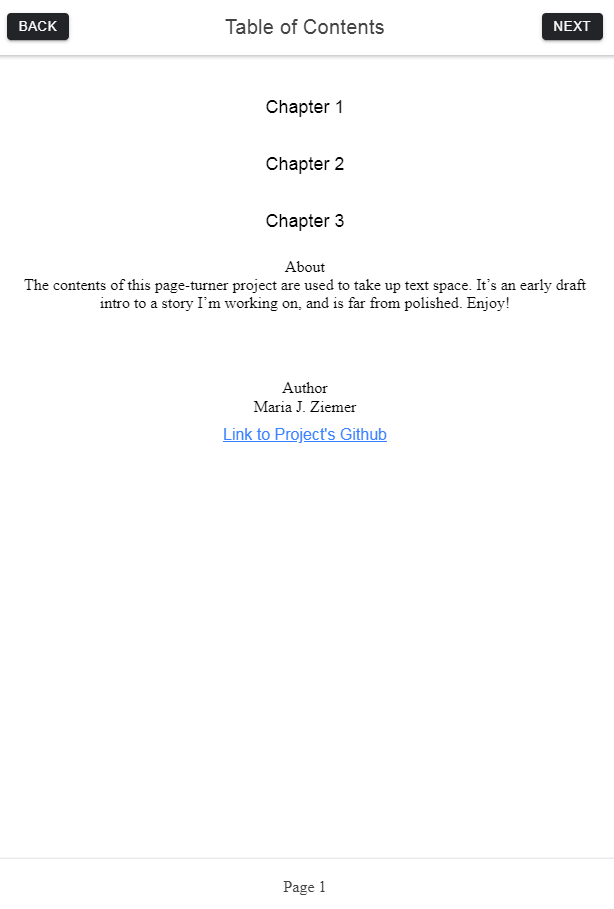 BACK
Table of Contents
NEXT
Chapter 1
Chapter 2
Chapter 3
About
The contents of this page-turner project are used to take up text space. It’s an early draft
intro to a story I’m working on, and is far from polished. Enjoy!
Author
Maria J. Ziemer
Link to Project's Github
Page 1